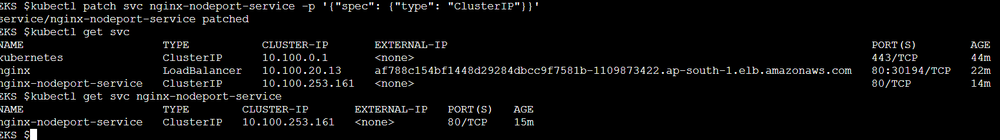 EKS $kubectl patch svc nginx-nodeport-service -p '{"spec": {"type": "ClusterIP"}}'
service/nginx-nodeport-service patched
EKS $kubectl get svc
NAME TYPE CLUSTER-IP EXTERNAL-IP PORT(S) AGE
kubernetes ClusterIP 10.100.0.1 <none> 443/TCP 44m
nginx LoadBalancer 10.100.20.13 af788c154bf1448d29284dbcc9f7581b-1109873422.ap-south-1.elb.amazonaws.com 80:30194/TCP 22m
nginx-nodeport-service ClusterIP 10.100.253.161 <none> 80/TCP 14m
EKS $kubectl get svc nginx-nodeport-service
NAME TYPE CLUSTER-IP EXTERNAL-IP PORT(S) AGE
nginx-nodeport-service ClusterIP 10.100.253.161 <none> 80/TCP 15m
EKS $